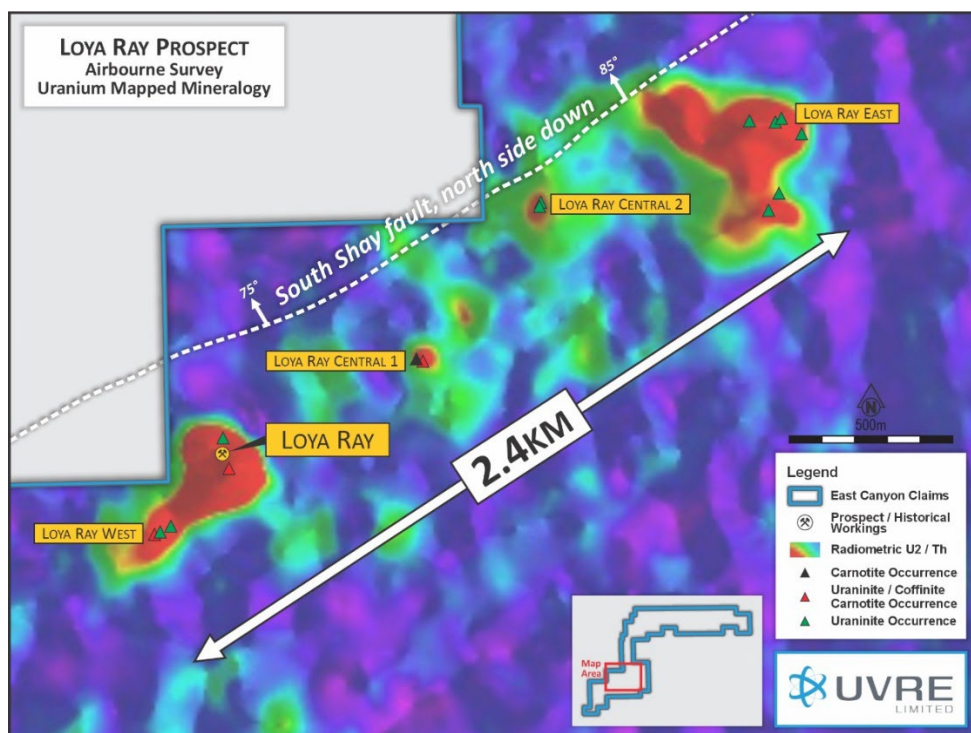 LOYA RAY PROSPECT
Airbourne Survey
Uranium Mapped Mineralogy
85°
South Shay fault, north side down
75°
LOYA RAY EAST
LOYA RAY CENTRAL 2
LOYA RAY CENTRAL 1
LOYA RAY
LOYA RAY WEST
2.4KM
N
500m
Legend
East Canyon Claims
Prospect / Historical
Workings
Radiometric U2 / Th
Carnotite Occurrence
Uraninite / Coffinite
Carnotite Occurrence
Uraninite Occurrence
Map
Area
UVRE
LIMITED